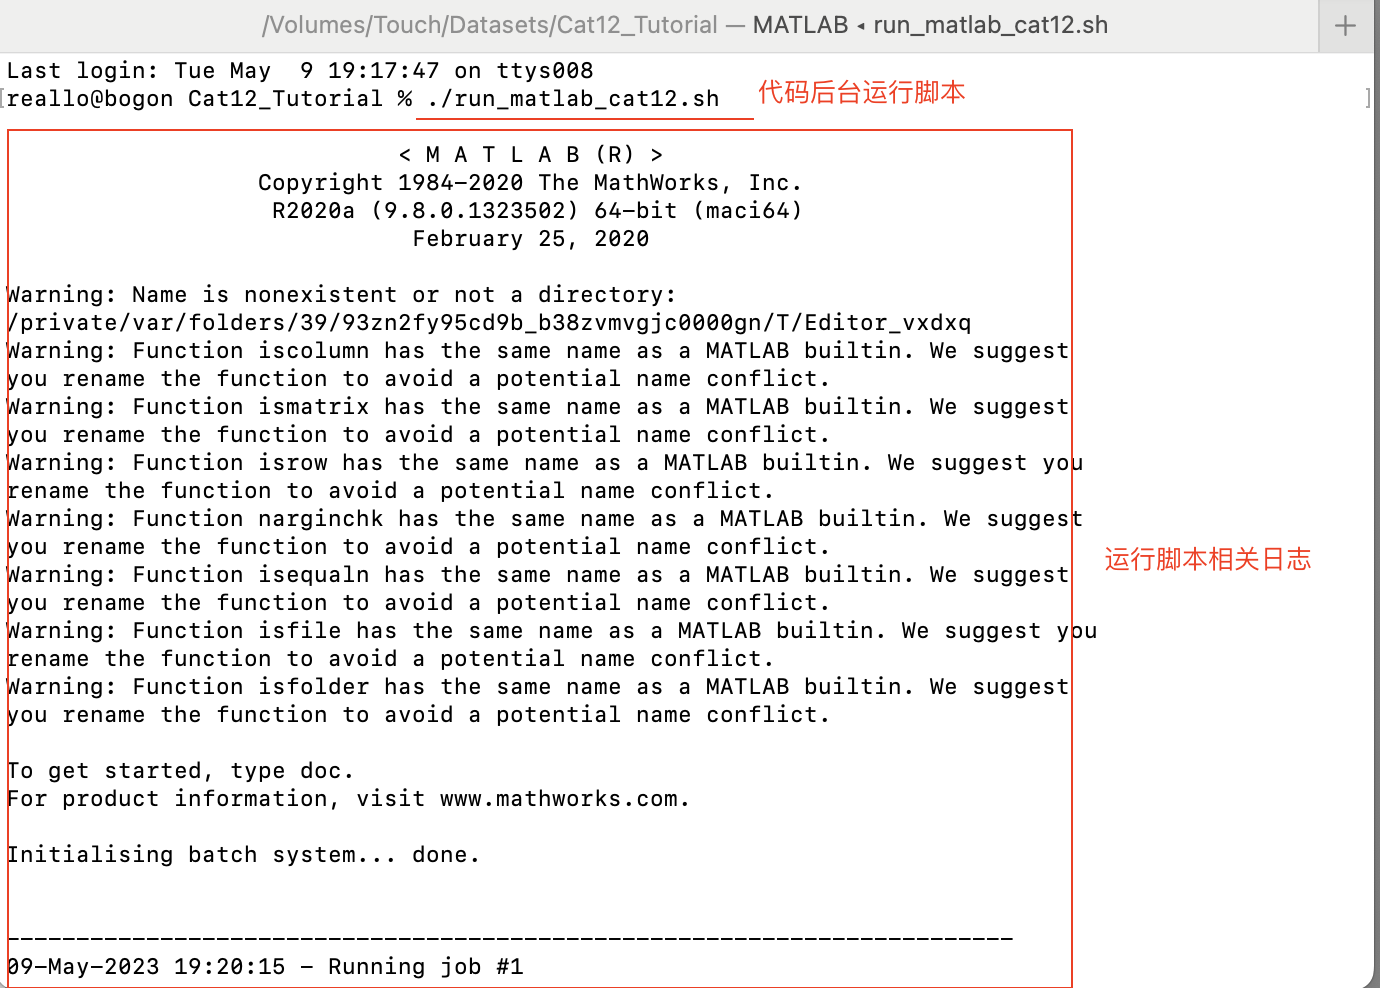 /Volumes/Touch/Datasets/Cat12_Tutorial — MATLAB ◂ run_matlab_cat12.sh
+
Last login: Tue May  9 19:17:47 on ttys008
[reallo@bogon Cat12_Tutorial % ./run_matlab_cat12.sh ]
代码后台运行脚本
< M A T L A B (R) >
Copyright 1984-2020 The MathWorks, Inc.
R2020a (9.8.0.1323502) 64-bit (maci64)
February 25, 2020
Warning: Name is nonexistent or not a directory:
/private/var/folders/39/93zn2fy95cd9b_b38zvmvgjc0000gn/T/Editor_vxdxq
Warning: Function iscolumn has the same name as a MATLAB builtin. We suggest
you rename the function to avoid a potential name conflict.
Warning: Function ismatrix has the same name as a MATLAB builtin. We suggest
you rename the function to avoid a potential name conflict.
Warning: Function isrow has the same name as a MATLAB builtin. We suggest you
rename the function to avoid a potential name conflict.
Warning: Function narginchk has the same name as a MATLAB builtin. We suggest
you rename the function to avoid a potential name conflict.
Warning: Function isequaln has the same name as a MATLAB builtin. We suggest
you rename the function to avoid a potential name conflict.
Warning: Function isfile has the same name as a MATLAB builtin. We suggest you
rename the function to avoid a potential name conflict.
Warning: Function isfolder has the same name as a MATLAB builtin. We suggest
you rename the function to avoid a potential name conflict.
运行脚本相关日志
To get started, type doc.
For product information, visit www.mathworks.com.
Initialising batch system... done.
------------------------------------------------------------------------
09-May-2023 19:20:15 - Running job #1